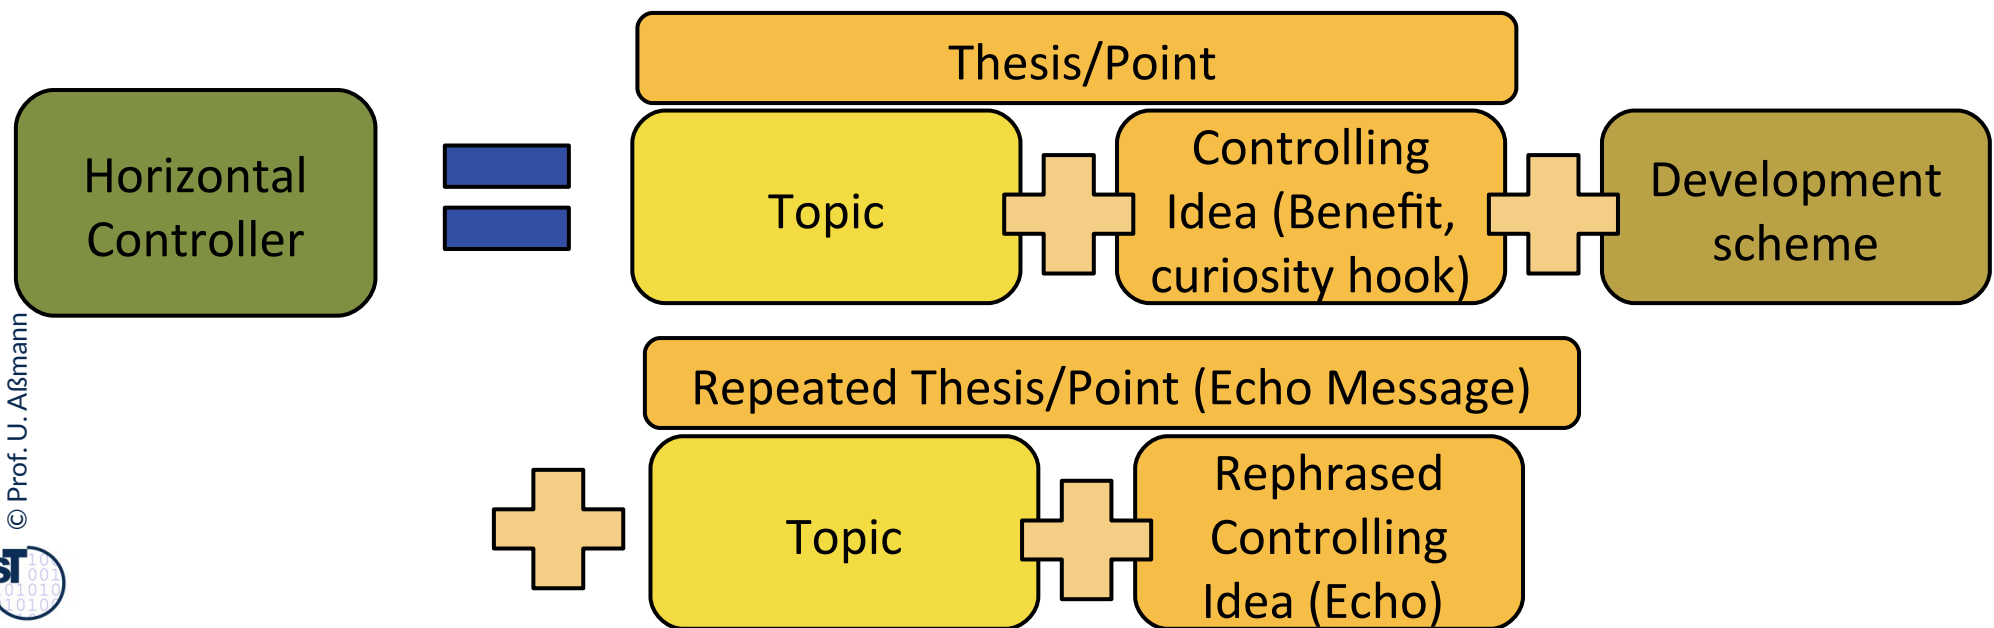 Thesis/Point
Horizontal
Controller
Topic
Controlling
Idea (Benefit,
curiosity hook)
Development
scheme
Repeated Thesis/Point (Echo Message)
Topic
Rephrased
Controlling
Idea (Echo)
© Prof. U. Aßmann